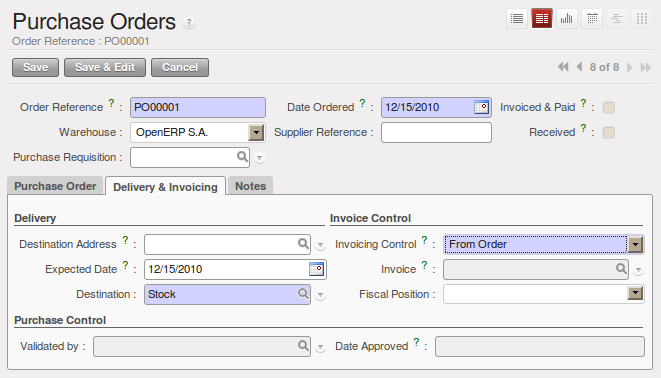 Purchase Orders ?
Order Reference : PO00001
Save Save & Edit Cancel 8 of 8
Order Reference ? : PO00001 Date Ordered ? : 12/15/2010 Invoiced & Paid ? :
Warehouse : OpenERP S.A. Supplier Reference : Received ? :
Purchase Requisition :
Purchase Order Delivery & Invoicing Notes
Delivery Invoice Control
Destination Address ? : Invoicing Control ? : From Order
Expected Date ? : 12/15/2010 Invoice ? :
Destination : Stock Fiscal Position :
Purchase Control
Validated by : Date Approved ? :